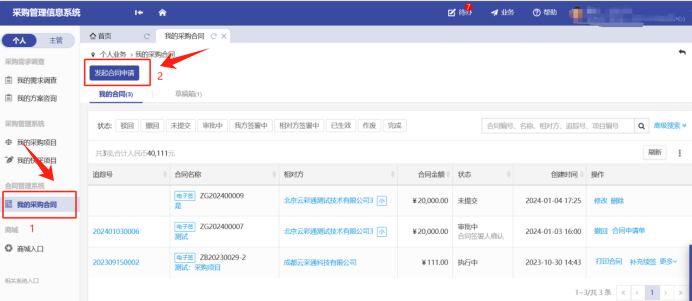 采购管理信息系统
待办 7 业务 帮助
个人 主管
首页 我的采购合同
采购需求调查
我的需求调查
我的方案咨询
采购管理系统
我的采购项目
合同管理系统
我的采购合同
1
商城
商城入口
相关系统入口
个人业务 > 我的采购合同
发起合同申请
2
我的合同(3) 草稿箱(1)
状态: 驳回 撤回 未提交 审批中 我方签署中 相对方签署中 已生效 作废 完成 合同编号、名称、相对方、追踪号、项目编号 高级搜索
共3项,合计人民币40,111元 刷新
追踪号 合同名称 相对方 合同金额 状态 创建时间 操作
电子签 ZG202400009 北京云彩通测试技术有限公司3 小 ¥20,000.00 未提交 2024-01-04 17:25 修改 删除
是
202401030006 电子签 ZG202400007 北京云彩通测试技术有限公司3 小 ¥20,000.00 审批中 2024-01-03 16:00 撤回 合同申请单
测试 合同签署人确认
202309150002 电子签 ZB20230029-2 成都云采通科技有限公司 ¥111.00 执行中 2023-10-30 14:43 打印合同 补充续签 更多
测试：采购项目
1~3/共 3 条 1